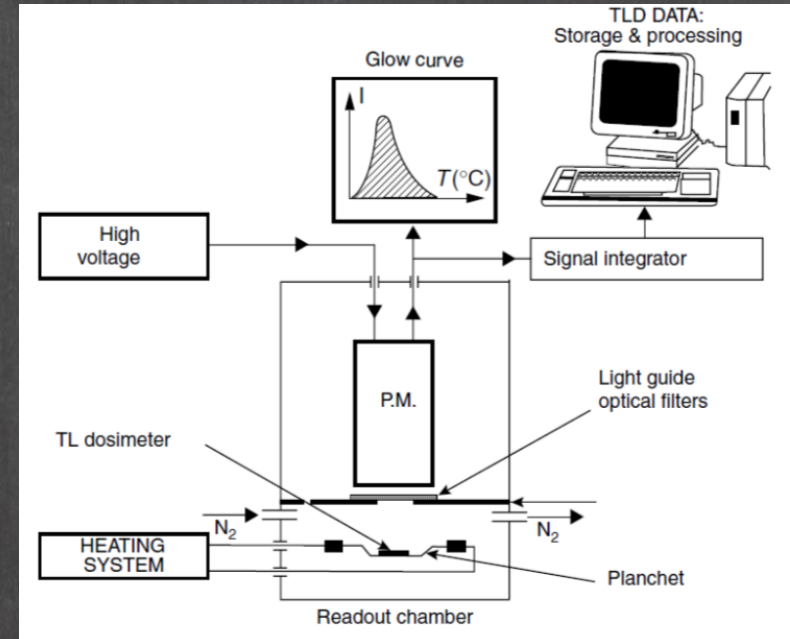 TLD DATA:
Storage & processing
Glow curve
I
T(°C)
High
voltage
Signal integrator
P.M.
Light guide
optical filters
TL dosimeter
N₂
N₂
HEATING
SYSTEM
Planchet
Readout chamber